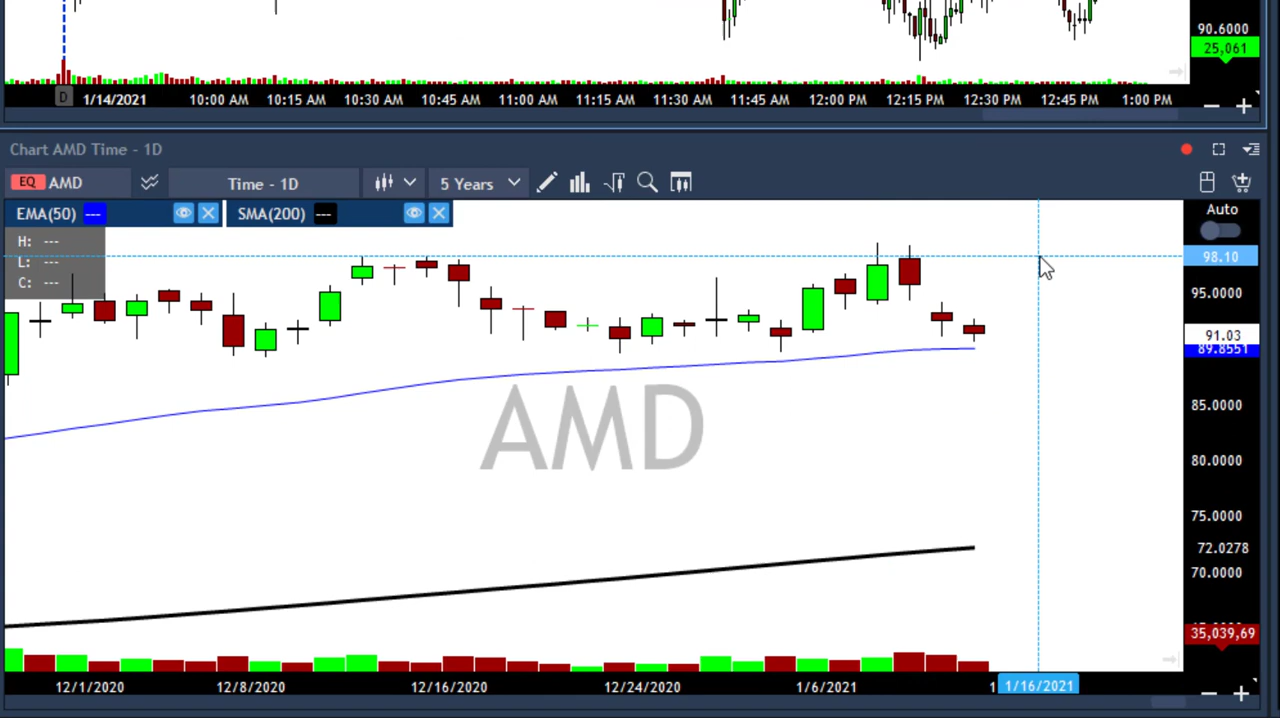 90.6000
25,061
D 1/14/2021 10:00 AM 10:15 AM 10:30 AM 10:45 AM 11:00 AM 11:15 AM 11:30 AM 11:45 AM 12:00 PM 12:15 PM 12:30 PM 12:45 PM 1:00 PM
Chart AMD Time - 1D
EQ AMD Time - 1D 5 Years
EMA(50) --- SMA(200) --- Auto
H: ---
L: ---
C: ---
98.10
95.0000
91.03
89.8551
AMD
85.0000
80.0000
75.0000
72.0278
70.0000
35,039,69
12/1/2020 12/8/2020 12/16/2020 12/24/2020 1/6/2021 1 1/16/2021